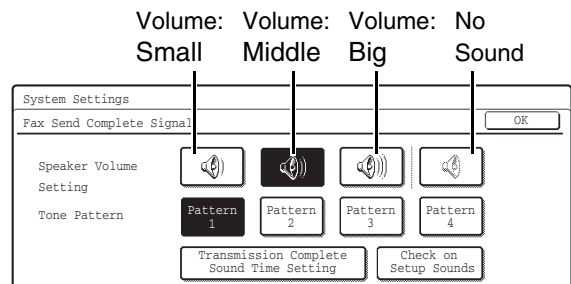 Volume: Volume: Volume: No
Small Middle Big Sound
System Settings
Fax Send Complete Signal
OK
Speaker Volume
Setting
Tone Pattern
Pattern
1
Pattern
2
Pattern
3
Pattern
4
Transmission Complete
Sound Time Setting
Check on
Setup Sounds